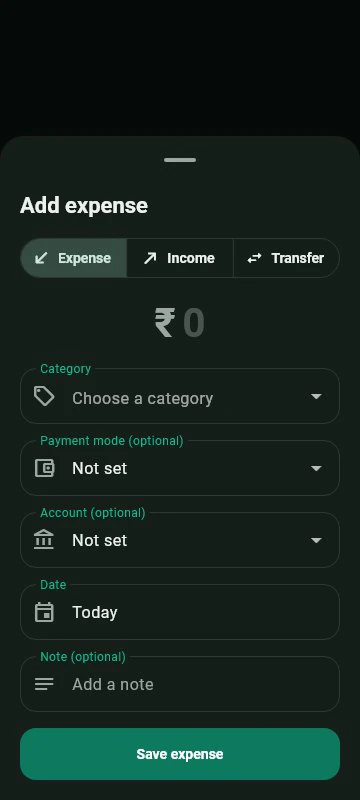 Add expense
Expense Income Transfer
₹ 0
Category
Choose a category
Payment mode (optional)
Not set
Account (optional)
Not set
Date
Today
Note (optional)
Add a note
Save expense